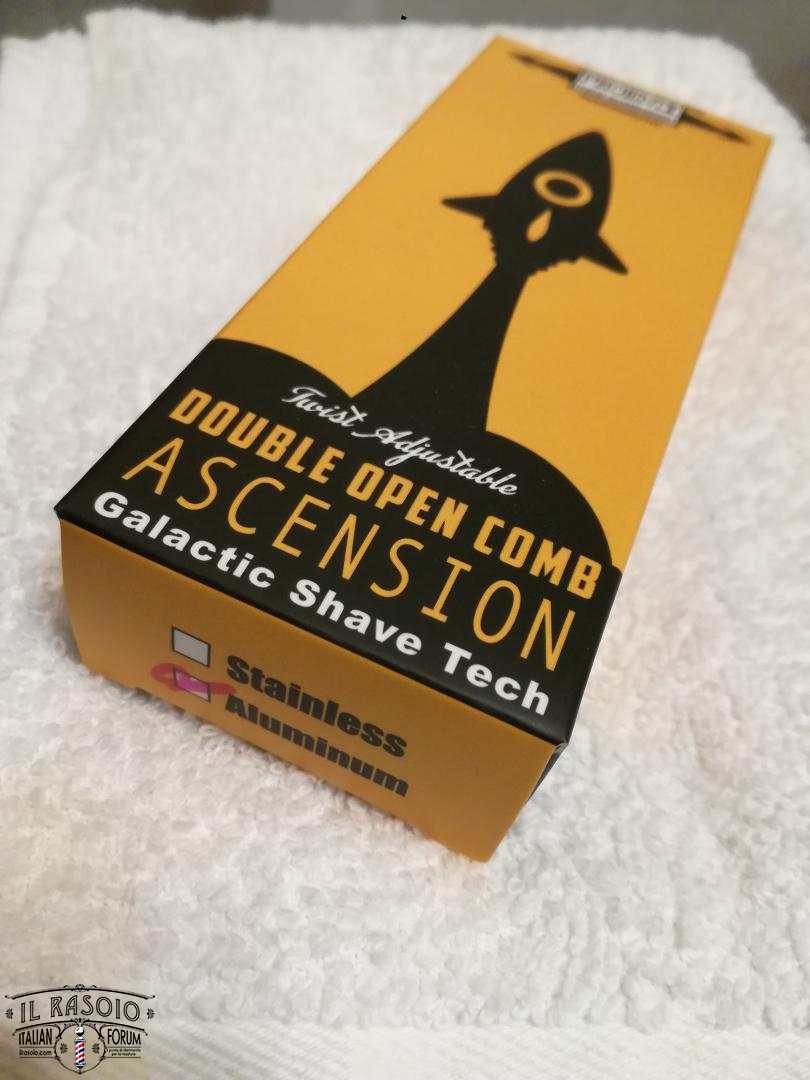 Twist Adjustable
DOUBLE OPEN COMB
ASCENSION
Galactic Shave Tech
Stainless
Aluminum
IL RASOIO
ITALIAN FORUM
ilrasoio.com